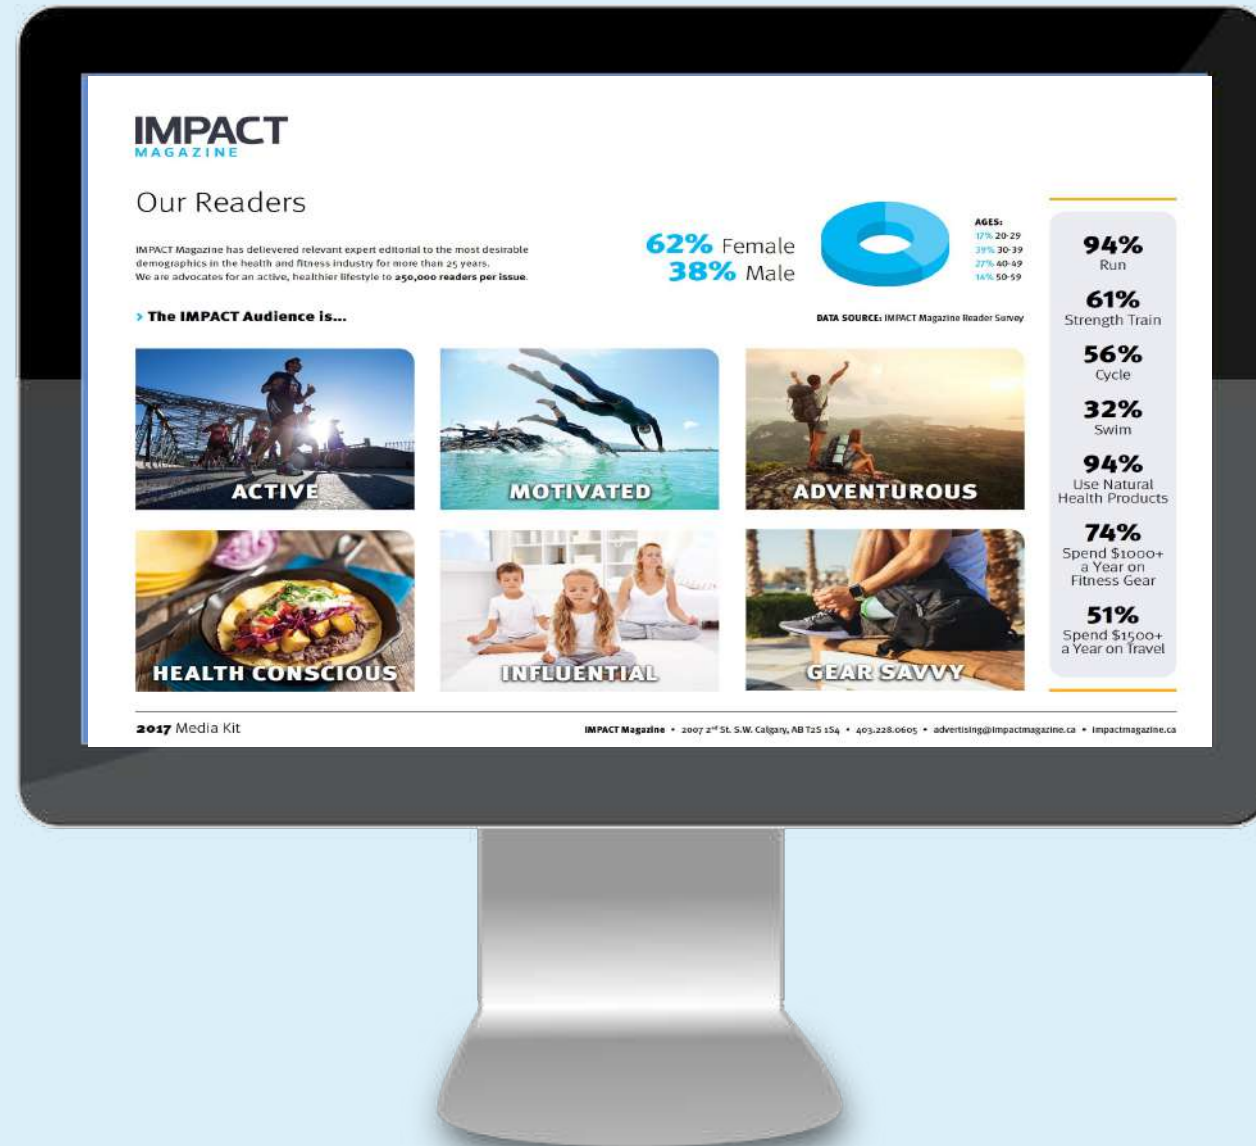 IMPACT
MAGAZINE
Our Readers
IMPACT Magazine has delievered relevant expert editorial to the most desirable
demographics in the health and fitness industry for more than 25 years.
We are advocates for an active, healthier lifestyle to 250,000 readers per issue.
› The IMPACT Audience is...
62% Female
38% Male
AGES:
17% 20-29
39% 30-39
27% 40-49
14% 50-59
DATA SOURCE: IMPACT Magazine Reader Survey
ACTIVE
MOTIVATED
ADVENTUROUS
HEALTH CONSCIOUS
INFLUENTIAL
GEAR SAVVY
94%
Run
61%
Strength Train
56%
Cycle
32%
Swim
94%
Use Natural
Health Products
74%
Spend $1000+
a Year on
Fitness Gear
51%
Spend $1500+
a Year on Travel
2017 Media Kit
IMPACT Magazine • 2007 2nd St. S.W. Calgary, AB T2S 1S4 • 403.228.0605 • advertising@impactmagazine.ca • impactmagazine.ca